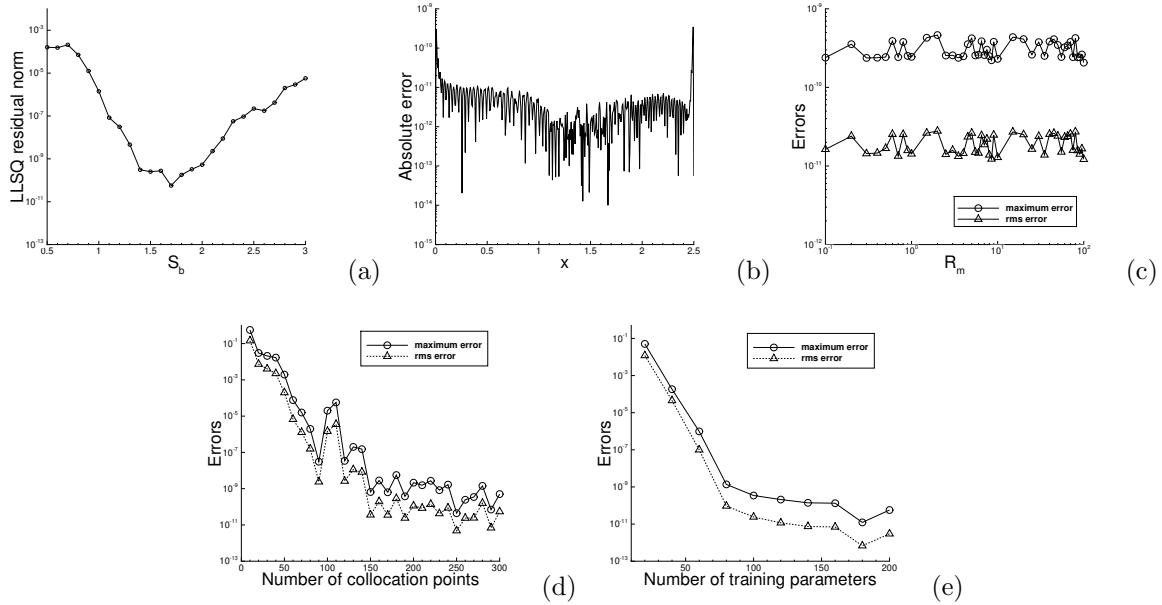 LLSQ residual norm
10^-3
10^-5
10^-7
10^-9
10^-11
10^-13
0.5 1 1.5 2 2.5 3
S_b
(a)
Absolute error
10^-9
10^-10
10^-11
10^-12
10^-13
10^-14
10^-15
0 0.5 1 1.5 2 2.5
x
(b)
Errors
10^-9
10^-10
10^-11
10^-12
10^-1 10^0 10^1 10^2
R_m
maximum error
rms error
(c)
Errors
10^-1
10^-3
10^-5
10^-7
10^-9
10^-11
10^-13
0 50 100 150 200 250 300
Number of collocation points
maximum error
rms error
(d)
Errors
10^-1
10^-3
10^-5
10^-7
10^-9
10^-11
10^-13
50 100 150 200
Number of training parameters
maximum error
rms error
(e)